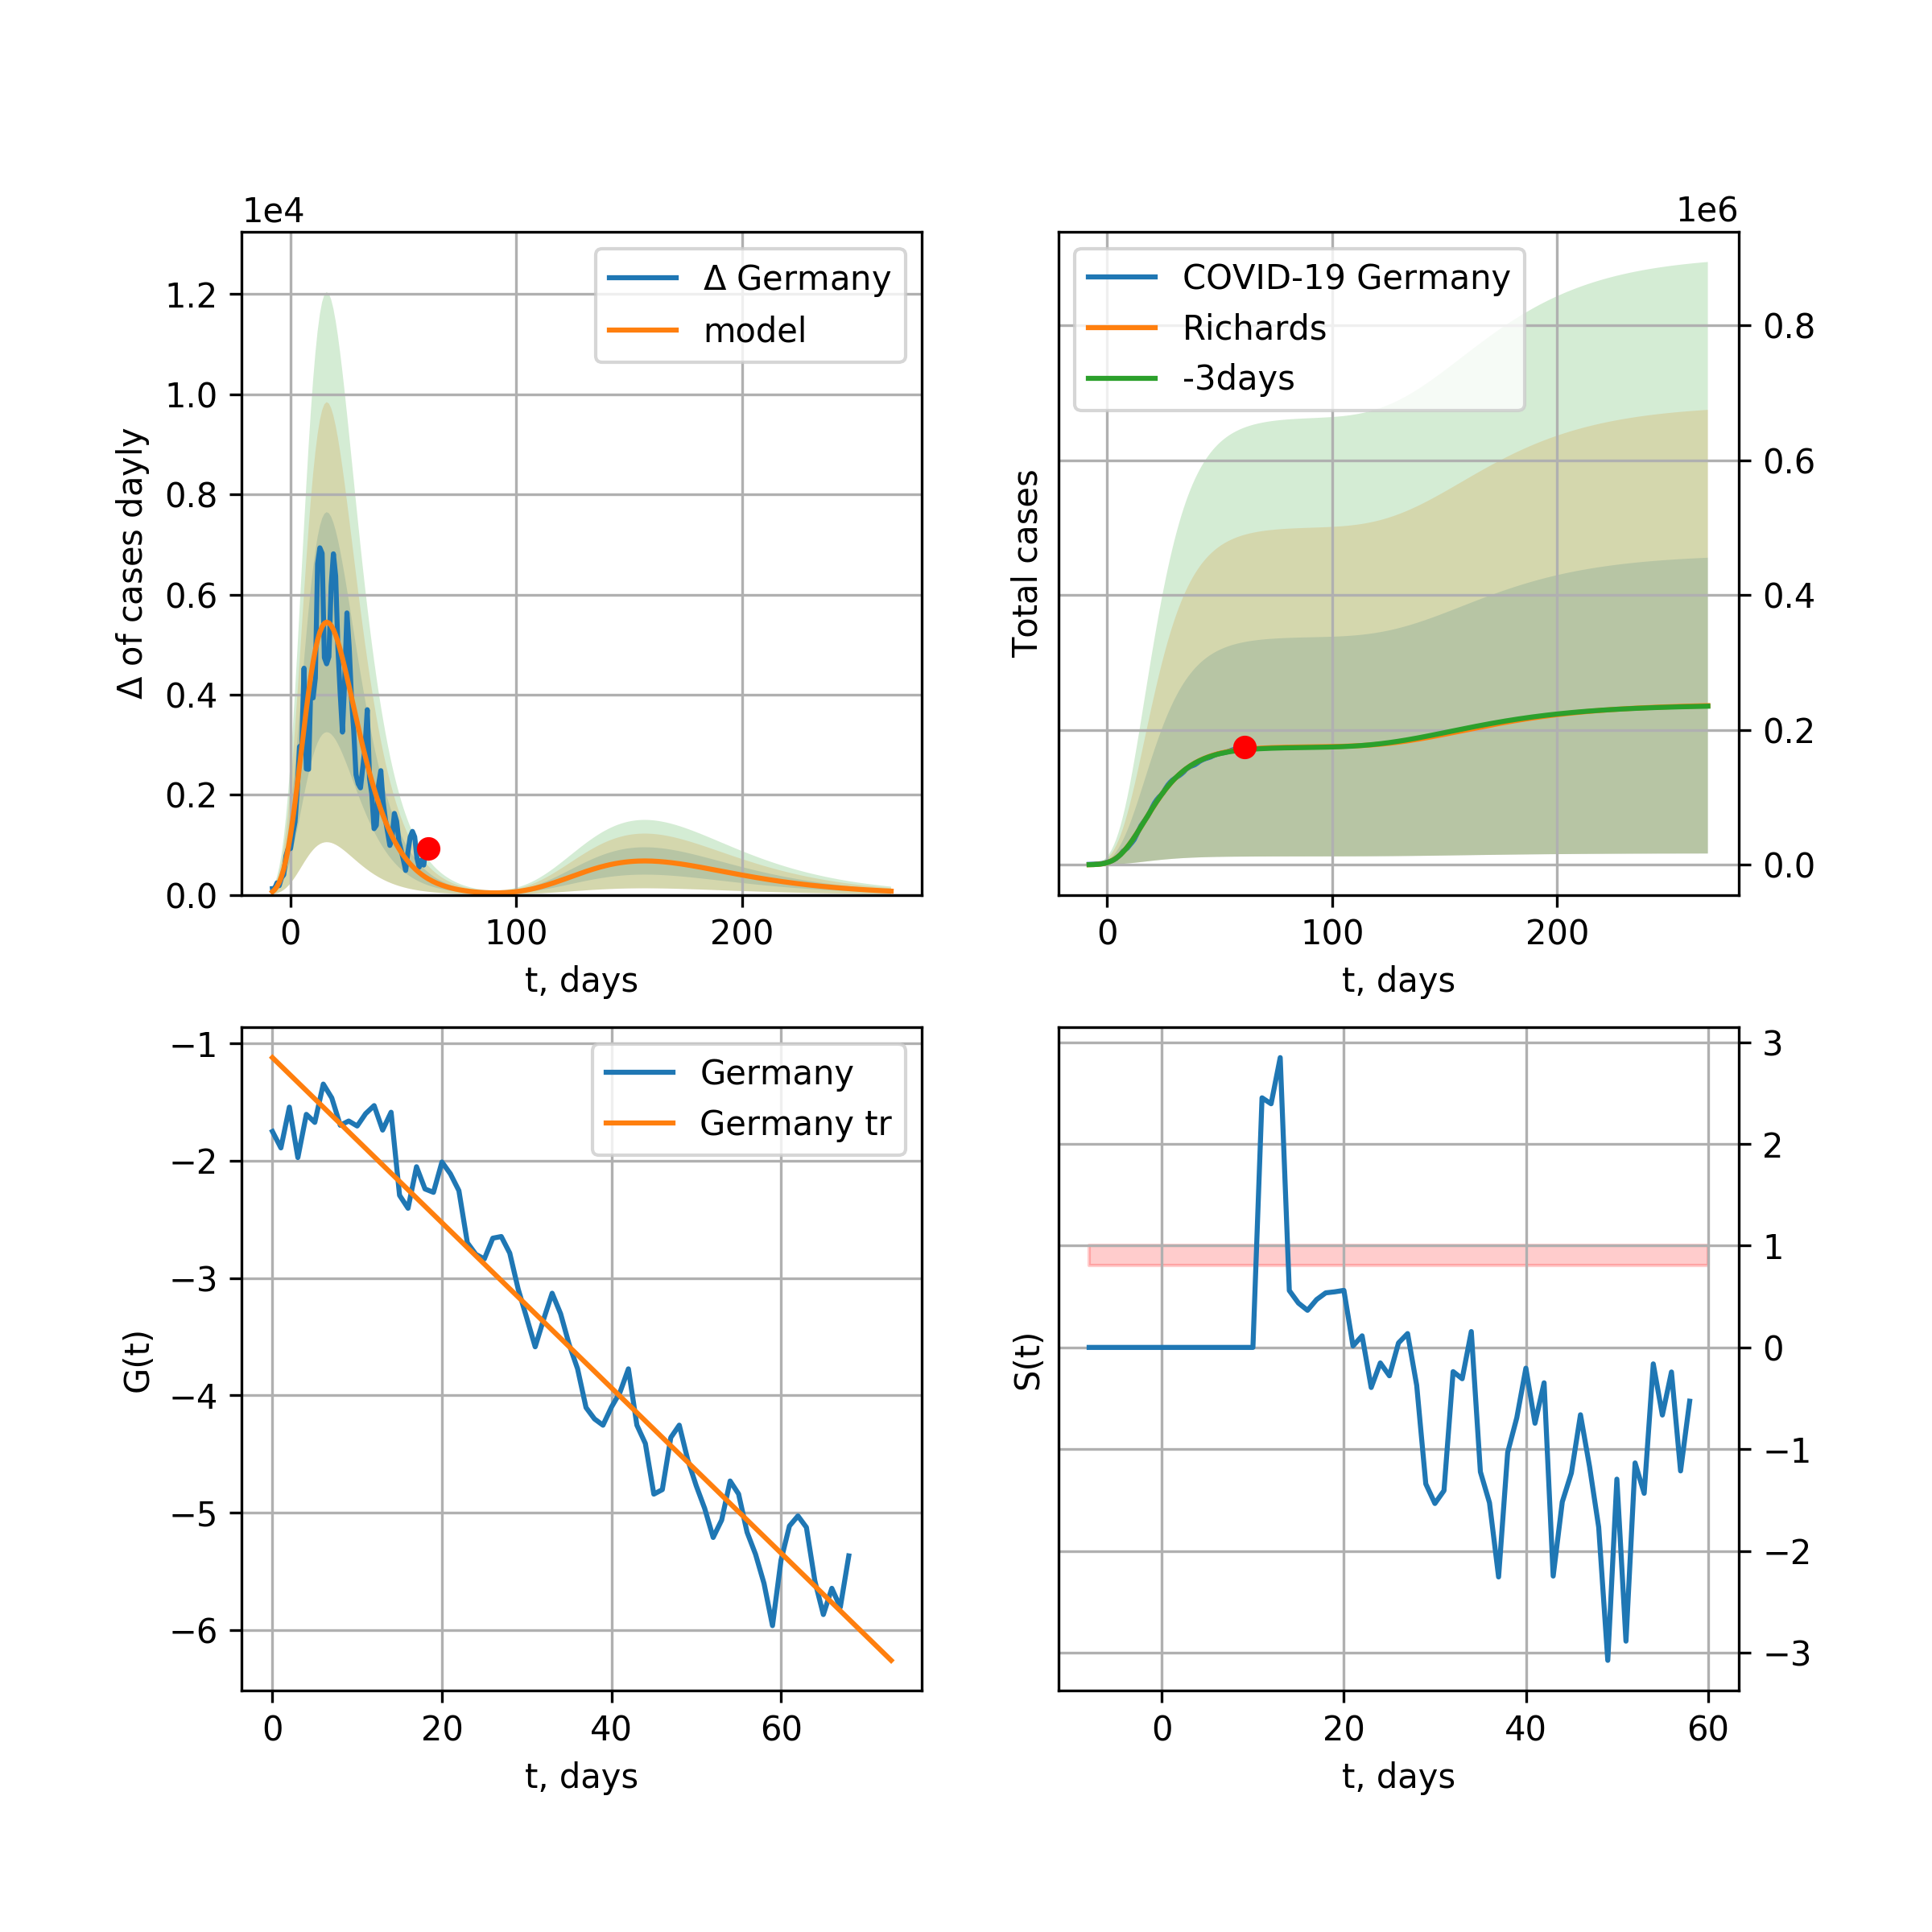 1e4
Δ of cases dayly
1.2
1.0
0.8
0.6
0.4
0.2
0.0
Δ Germany
model
0 100 200
t, days
1e6
Total cases
COVID-19 Germany
Richards
-3days
0.8
0.6
0.4
0.2
0.0
0 100 200
t, days
G(t)
−1
−2
−3
−4
−5
−6
Germany
Germany tr
0 20 40 60
t, days
S(t)
3
2
1
0
−1
−2
−3
0 20 40 60
t, days